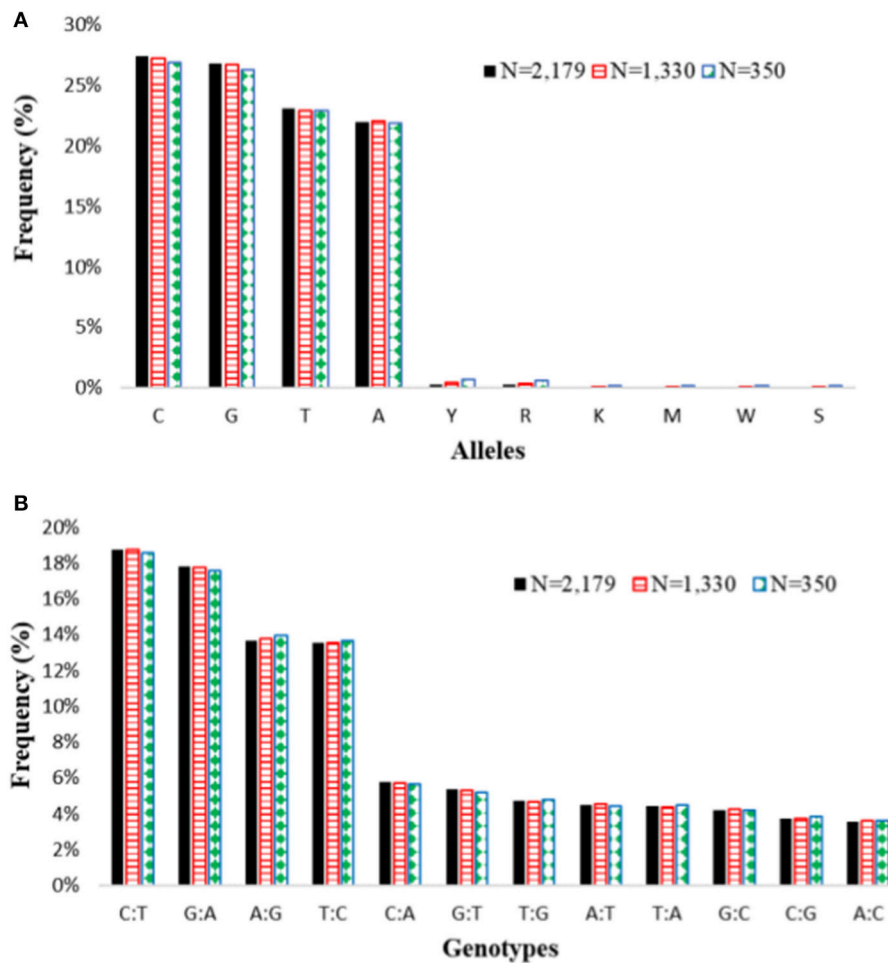 A
30%
25%
20%
15%
10%
5%
0%
Frequency (%)
N=2,179 N=1,330 N=350
C G T A Y R K M W S
Alleles
B
20%
18%
16%
14%
12%
10%
8%
6%
4%
2%
0%
Frequency (%)
N=2,179 N=1,330 N=350
C:T G:A A:G T:C C:A G:T T:G A:T T:A G:C C:G A:C
Genotypes